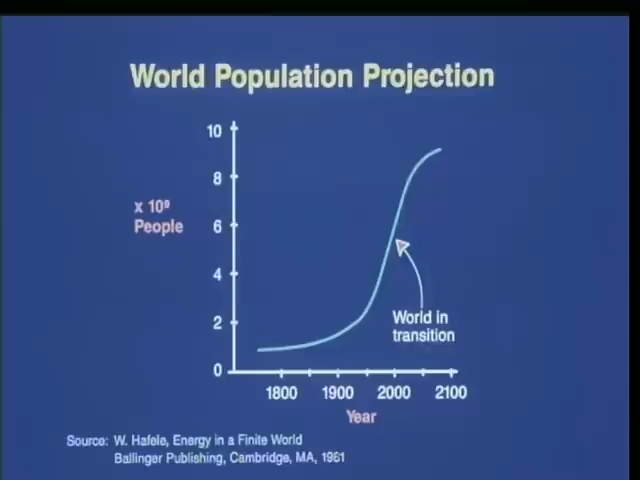 World Population Projection
10
8
x 10⁹
People
6
4
2
0
World in
transition
1800
1900
2000
2100
Year
Source: W. Hafele, Energy in a Finite World
Ballinger Publishing, Cambridge, MA, 1981